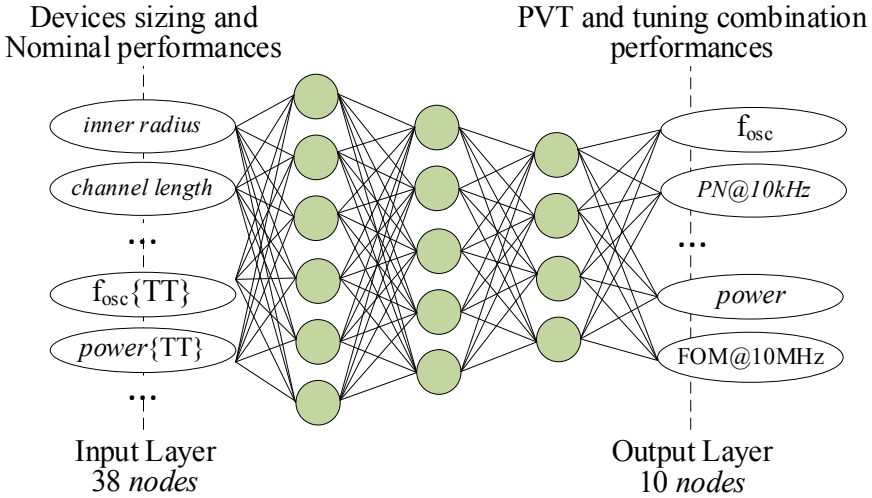 Devices sizing and
Nominal performances
PVT and tuning combination
performances
inner radius
channel length
...
fosc{TT}
power{TT}
...
fosc
PN@10kHz
...
power
FOM@10MHz
Input Layer
38 nodes
Output Layer
10 nodes